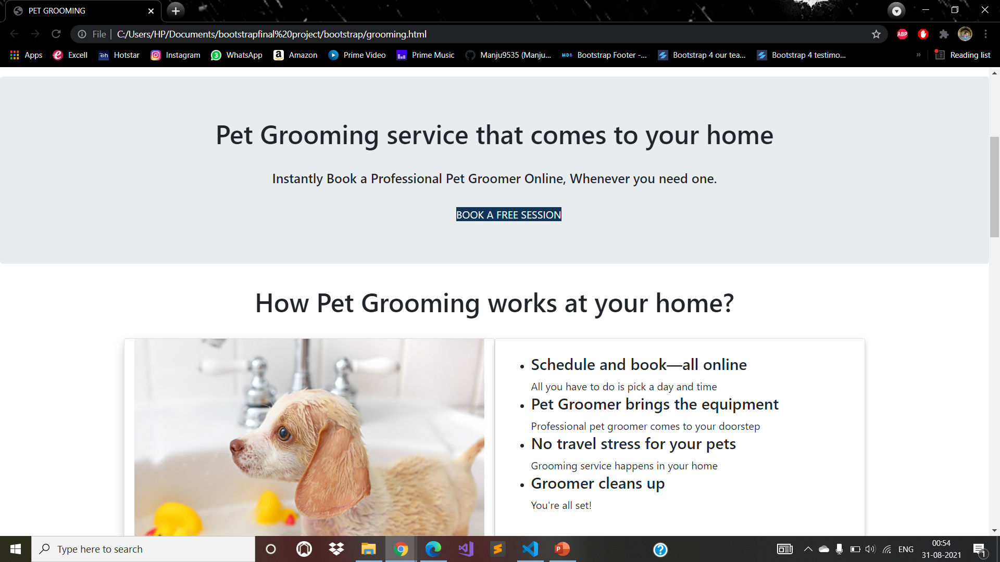 PET GROOMING
File | C:/Users/HP/Documents/bootstrapfinal%20project/bootstrap/grooming.html
ABP
Apps Excell Hotstar Instagram WhatsApp Amazon Prime Video Prime Music Manju9535 (Manju... MDB Bootstrap Footer -... Bootstrap 4 our tea... Bootstrap 4 testimo... » Reading list
Pet Grooming service that comes to your home
Instantly Book a Professional Pet Groomer Online, Whenever you need one.
BOOK A FREE SESSION
How Pet Grooming works at your home?
• Schedule and book—all online
All you have to do is pick a day and time
• Pet Groomer brings the equipment
Professional pet groomer comes to your doorstep
• No travel stress for your pets
Grooming service happens in your home
• Groomer cleans up
You're all set!
Type here to search
ENG
00:54
31-08-2021
1